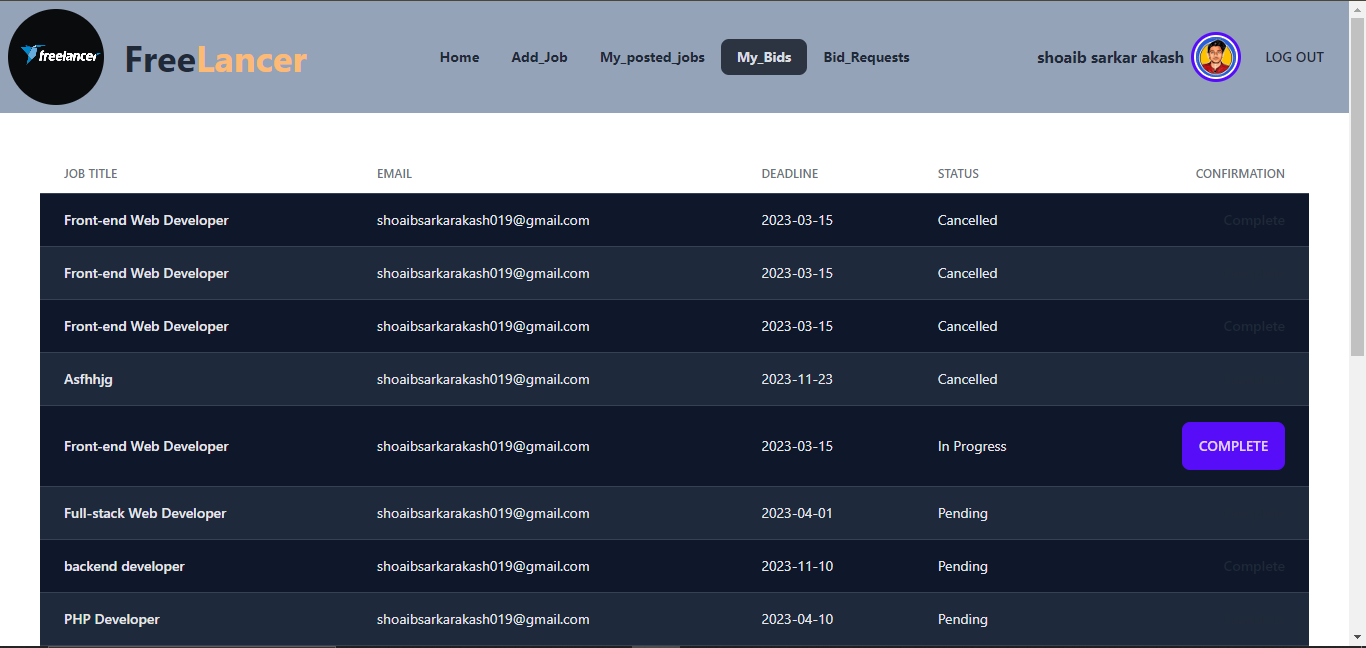 freelancer FreeLancer Home Add_Job My_posted_jobs My_Bids Bid_Requests shoaib sarkar akash LOG OUT
JOB TITLE EMAIL DEADLINE STATUS CONFIRMATION
Front-end Web Developer shoaibsarkarakash019@gmail.com 2023-03-15 Cancelled Complete
Front-end Web Developer shoaibsarkarakash019@gmail.com 2023-03-15 Cancelled
Front-end Web Developer shoaibsarkarakash019@gmail.com 2023-03-15 Cancelled Complete
Asfhhjg shoaibsarkarakash019@gmail.com 2023-11-23 Cancelled
Front-end Web Developer shoaibsarkarakash019@gmail.com 2023-03-15 In Progress COMPLETE
Full-stack Web Developer shoaibsarkarakash019@gmail.com 2023-04-01 Pending
backend developer shoaibsarkarakash019@gmail.com 2023-11-10 Pending Complete
PHP Developer shoaibsarkarakash019@gmail.com 2023-04-10 Pending